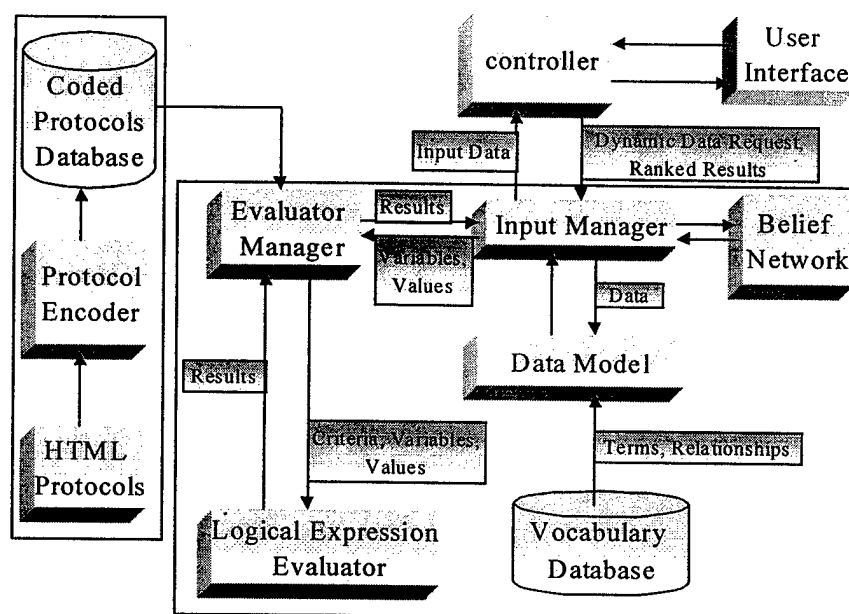 Coded
Protocols
Database
Protocol
Encoder
HTML
Protocols
controller
User
Interface
Input Data
Dynamic Data Request,
Ranked Results
Evaluator
Manager
Results
Variables,
Values
Input Manager
Belief
Network
Data
Data Model
Results
Criteria, Variables,
Values
Terms, Relationships
Logical Expression
Evaluator
Vocabulary
Database